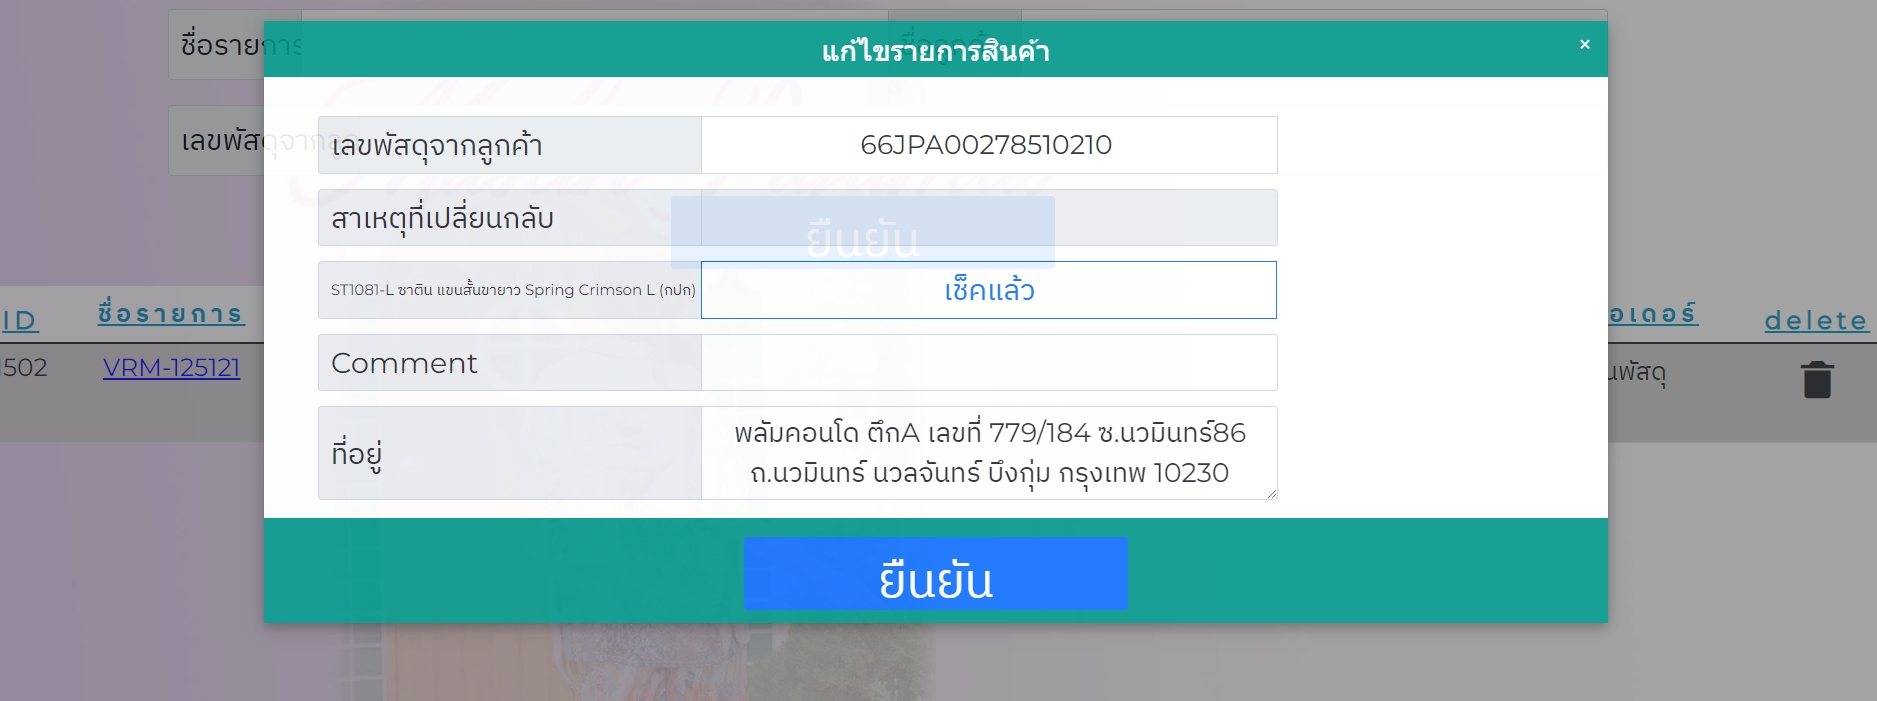 ชื่อรายการ
แก้ไขรายการสินค้า
×
เลขพัสดุจากลูกค้า
66JPA00278510210
สาเหตุที่เปลี่ยนกลับ
ยืนยัน
ST1081-L ซาติน แขนสั้นขายาว Spring Crimson L (กปก)
เช็คแล้ว
Comment
ที่อยู่
พลัมคอนโด ตึกA เลขที่ 779/184 ซ.นวมินทร์86
ถ.นวมินทร์ นวลจันทร์ บึงกุ่ม กรุงเทพ 10230
ยืนยัน
เลขพัสดุจากลูก
ID
ชื่อรายการ
อเดอร์
delete
1502
VRM-125121
นพัสดุ